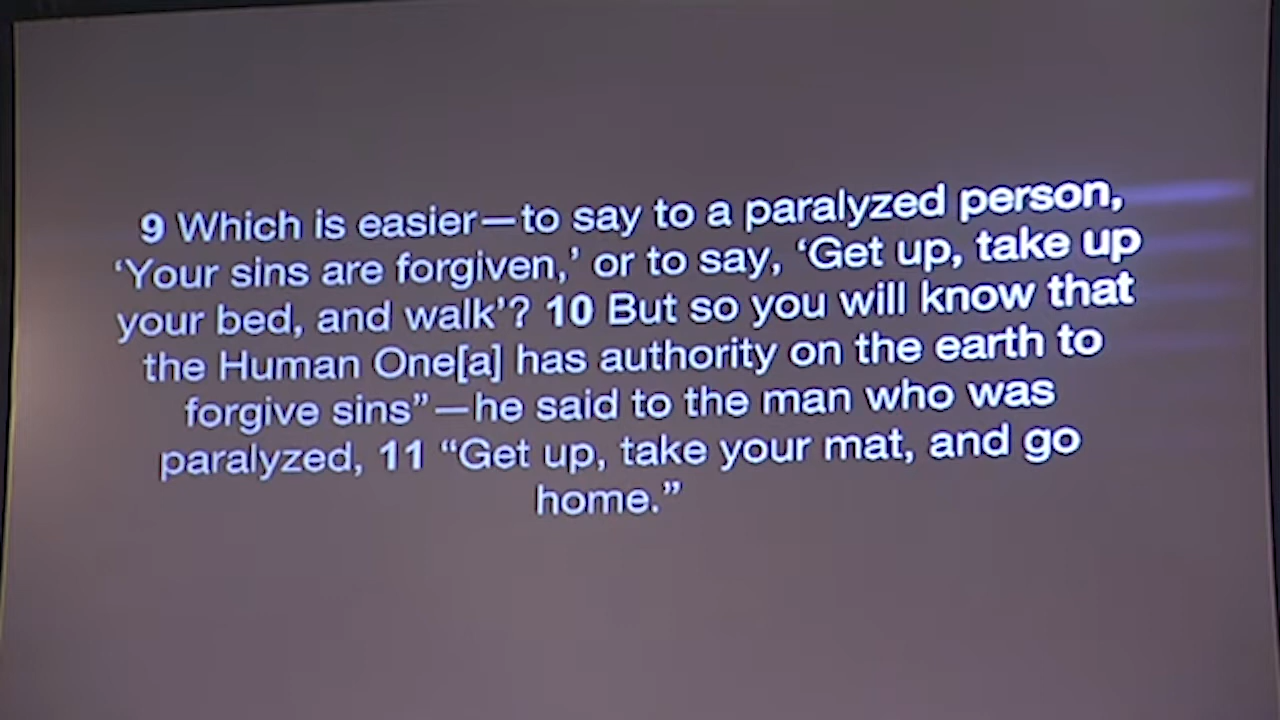 9 Which is easier—to say to a paralyzed person,
‘Your sins are forgiven,’ or to say, ‘Get up, take up
your bed, and walk’? 10 But so you will know that
the Human One[a] has authority on the earth to
forgive sins”—he said to the man who was
paralyzed, 11 “Get up, take your mat, and go
home.”